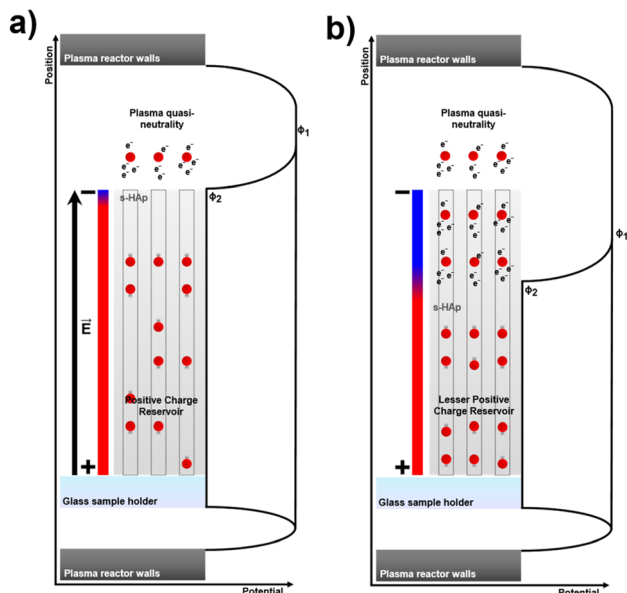 a)
Position
Plasma reactor walls
Plasma quasi-
neutrality
ϕ1
e-
e-
e-
e-
e-
e-
e-
e-
e-
e-
e-
e-
−
s-HAp
ϕ2
E
Positive Charge
Reservoir
+
Glass sample holder
Plasma reactor walls
Potential
b)
Position
Plasma reactor walls
Plasma quasi-
neutrality
e-
e-
e-
e-
e-
e-
e-
e-
e-
e-
e-
e-
−
e-
e-
e-
e-
e-
e-
e-
e-
e-
e-
e-
e-
ϕ1
e-
e-
e-
e-
e-
e-
e-
e-
e-
e-
e-
e-
ϕ2
s-HAp
Lesser Positive
Charge Reservoir
+
Glass sample holder
Plasma reactor walls
Potential